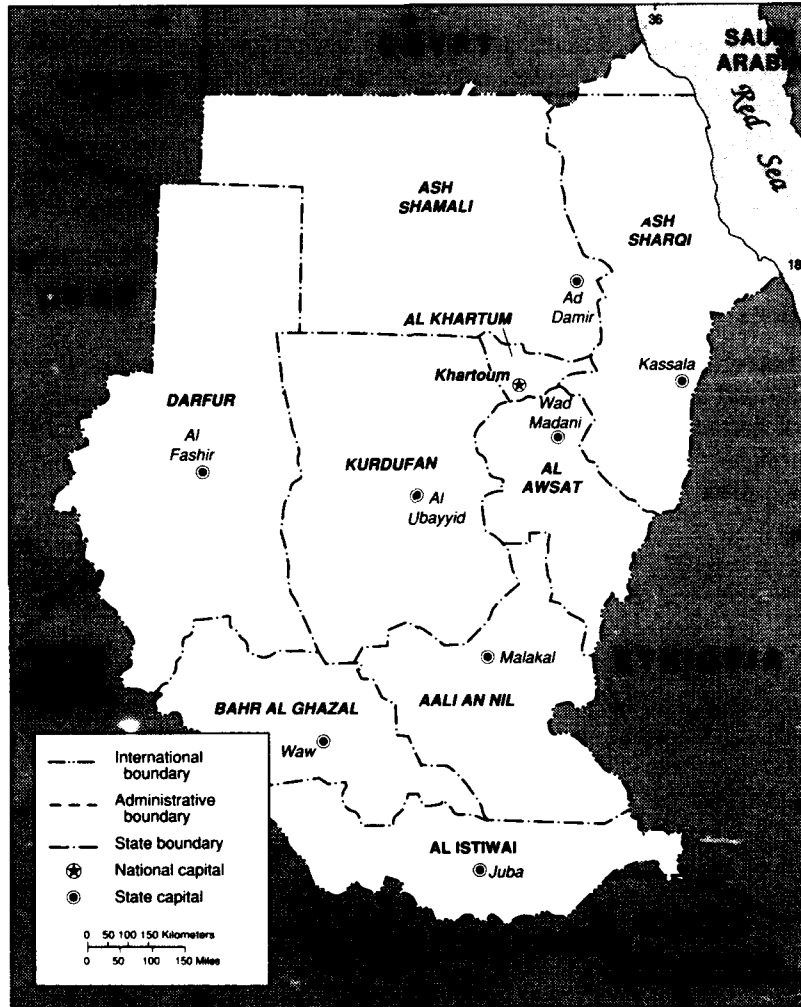 EGYPT
36
SAUDI
ARABIA
Red Sea
ASH
SHAMALI
ASH
SHARQI
18
Ad
Damir
AL KHARTUM
Khartoum
Kassala
DARFUR
Wad
Madani
Al
Fashir
KURDUFAN
AL
AWSAT
Al
Ubayyid
Malakal
ETHIOPIA
BAHR AL GHAZAL
AALI AN NIL
Waw
International
boundary
Administrative
boundary
State boundary
National capital
State capital
AL ISTIWAI
Juba
0 50 100 150 Kilometers
0 50 100 150 Miles